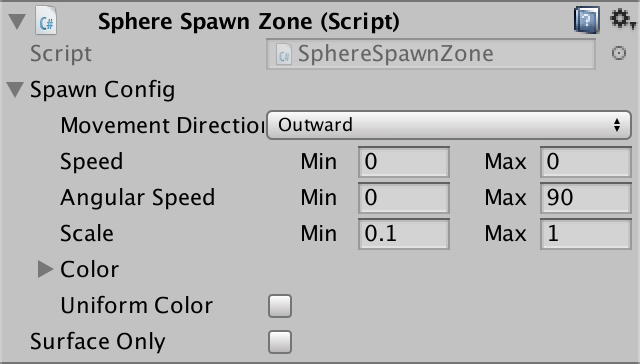 C# Sphere Spawn Zone (Script) ?
Script C# SphereSpawnZone
Spawn Config
Movement Direction Outward
Speed Min 0 Max 0
Angular Speed Min 0 Max 90
Scale Min 0.1 Max 1
Color
Uniform Color
Surface Only